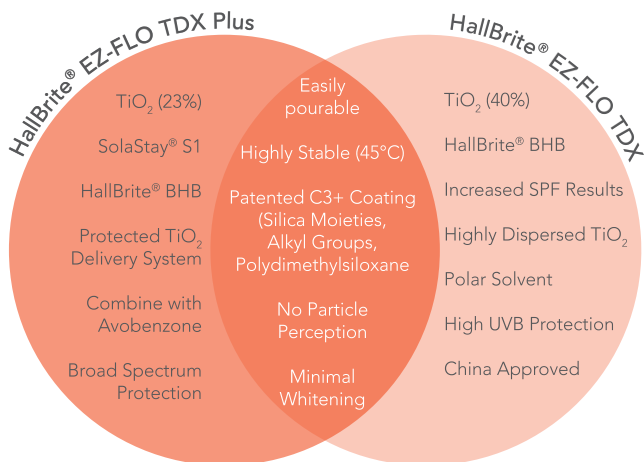 HallBrite® EZ-FLO TDX Plus
TiO₂ (23%)
SolaStay® S1
HallBrite® BHB
Protected TiO₂
Delivery System
Combine with
Avobenzone
Broad Spectrum
Protection
Easily
pourable
Highly Stable (45°C)
Patented C3+ Coating
(Silica Moieties,
Alkyl Groups,
Polydimethylsiloxane
No Particle
Perception
Minimal
Whitening
HallBrite® EZ-FLO TDX
TiO₂ (40%)
HallBrite® BHB
Increased SPF Results
Highly Dispersed TiO₂
Polar Solvent
High UVB Protection
China Approved